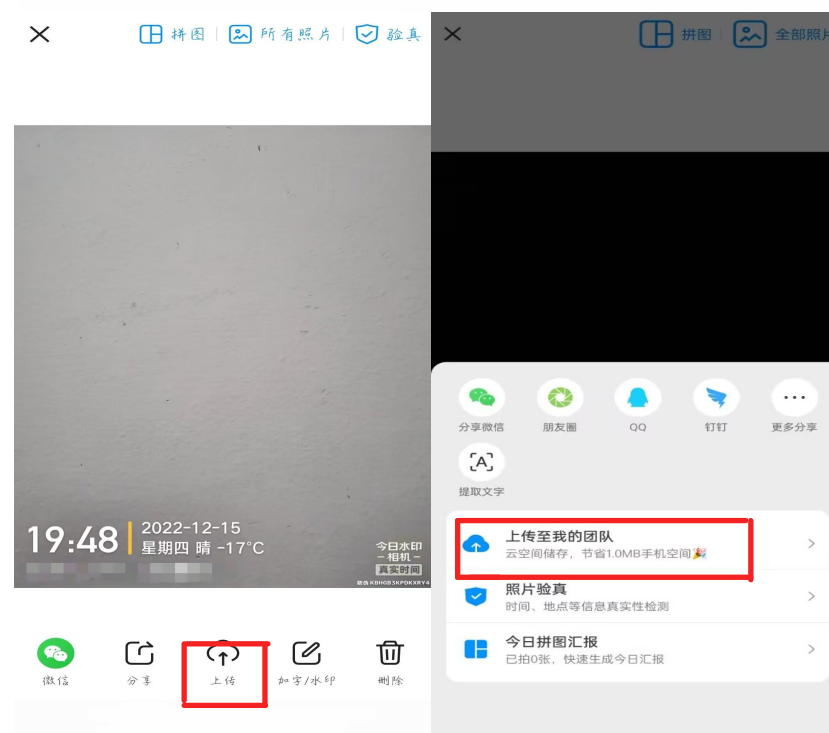 拼图
所有照片
验真
19:48
2022-12-15
星期四 晴 -17°C
今日水印
相机
真实时间
微信
分享
上传
加字/水印
删除
拼图
全部照片
分享微信
朋友圈
QQ
钉钉
更多分享
[A]
提取文字
上传至我的团队
云空间储存，节省1.0MB手机空间🎉
照片验真
时间、地点等信息真实性检测
今日拼图汇报
已拍0张，快速生成今日汇报